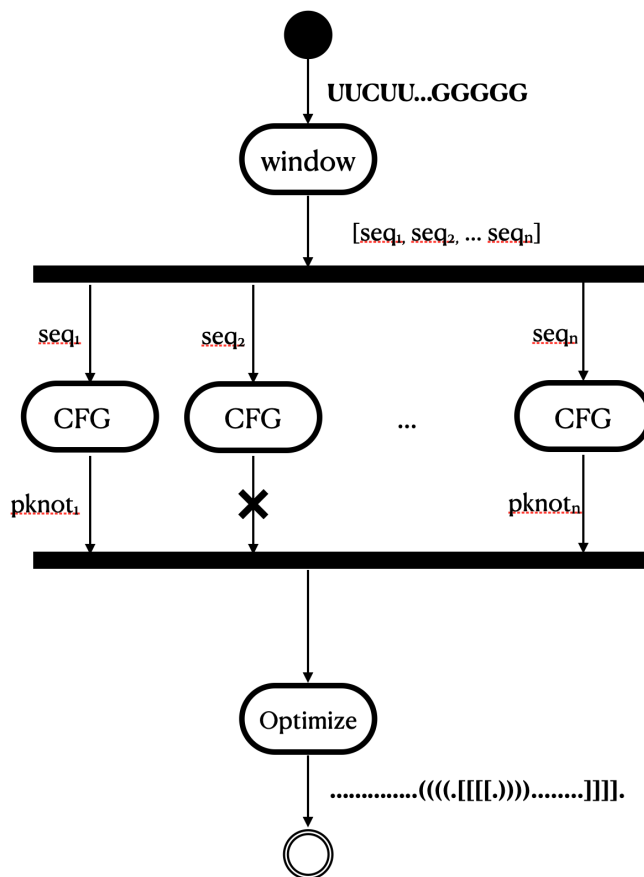 UUCUU...GGGGG
window
[seq₁, seq₂, ... seqₙ]
seq₁ seq₂ seqₙ
CFG CFG ... CFG
pknot₁ pknotₙ
Optimize
..............((((.[[[[.))))........]]]].